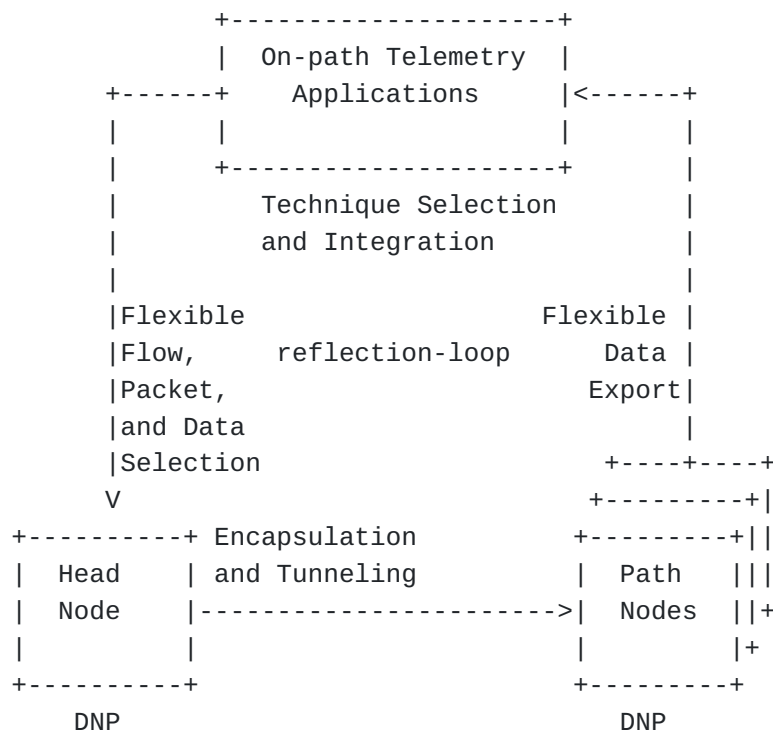 On-path Telemetry
Applications
Technique Selection
and Integration
Flexible Flexible
Flow, reflection-loop Data
Packet, Export
and Data
Selection
V
Encapsulation
Head and Tunneling Path
Node Nodes
DNP DNP